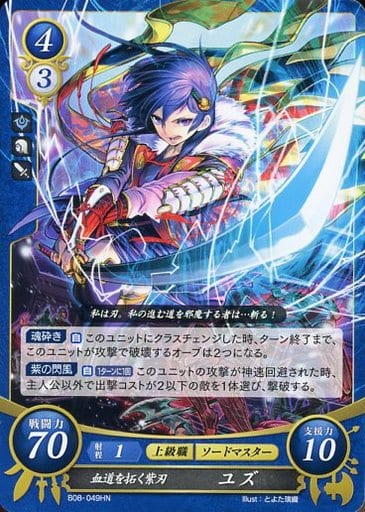 4
3
私は刃。私の進む道を邪魔する者は…斬る！
魂砕き 自 このユニットにクラスチェンジした時、ターン終了まで、
このユニットが攻撃で破壊するオーブは2つになる。
紫の閃風 自 1ターンに1回 このユニットの攻撃が神速回避された時、
主人公以外で出撃コストが2以下の敵を1体選び、撃破する。
戦闘力
70
射程 1 上級職 ソードマスター
支援力
10
血道を拓く紫刃 ユズ
B08-049HN
Illust：とよた瑣織